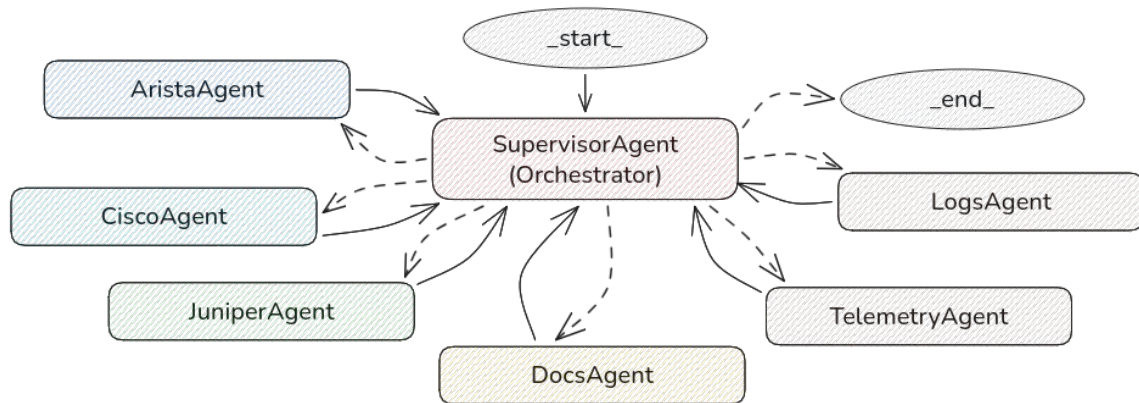 _start_
AristaAgent
_end_
SupervisorAgent
(Orchestrator)
CiscoAgent
LogsAgent
JuniperAgent
TelemetryAgent
DocsAgent